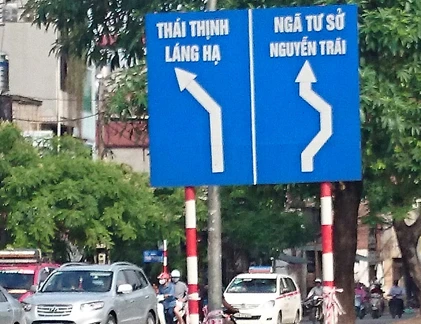 THÁI THỊNH
LÁNG HẠ
NGÃ TƯ SỞ
NGUYỄN TRÃI